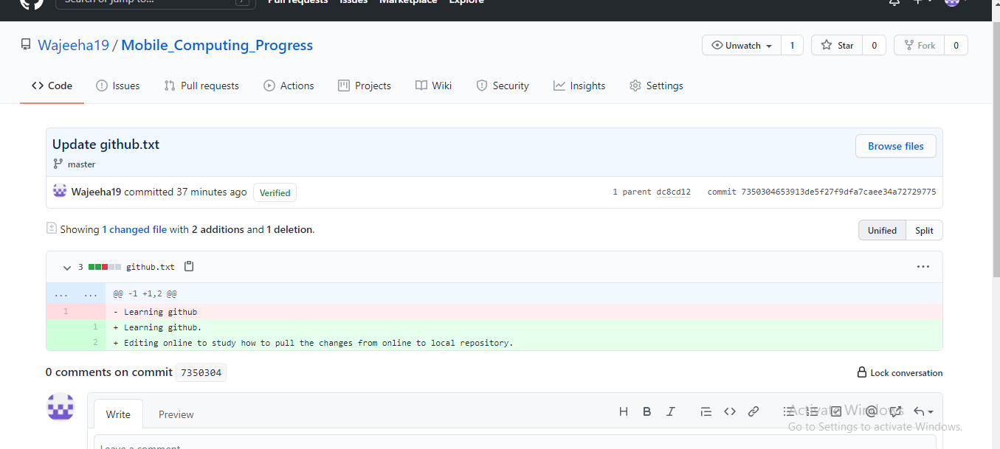 Search or jump to... /
Pull requests Issues Marketplace Explore
Wajeeha19 / Mobile_Computing_Progress
Unwatch 1 Star 0 Fork 0
Code Issues Pull requests Actions Projects Wiki Security Insights Settings
Update github.txt
Browse files
master
Wajeeha19 committed 37 minutes ago Verified
1 parent dc8cd12 commit 7350304653913de5f27f9dfa7caee34a72729775
Showing 1 changed file with 2 additions and 1 deletion.
Unified Split
3 github.txt
... ... @@ -1 +1,2 @@
1 - Learning github
1 + Learning github.
2 + Editing online to study how to pull the changes from online to local repository.
0 comments on commit 7350304
Lock conversation
Write Preview
H B I
Activate Windows
Go to Settings to activate Windows.
Leave a comment